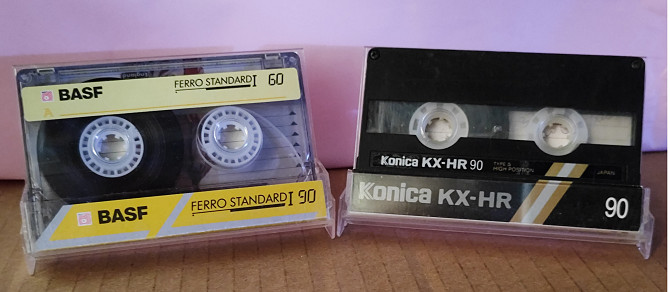 BASF FERRO STANDARD I 60
A
BASF FERRO STANDARD I 90
Konica KX-HR 90 TYPE II HIGH POSITION JAPAN
Konica KX-HR 90